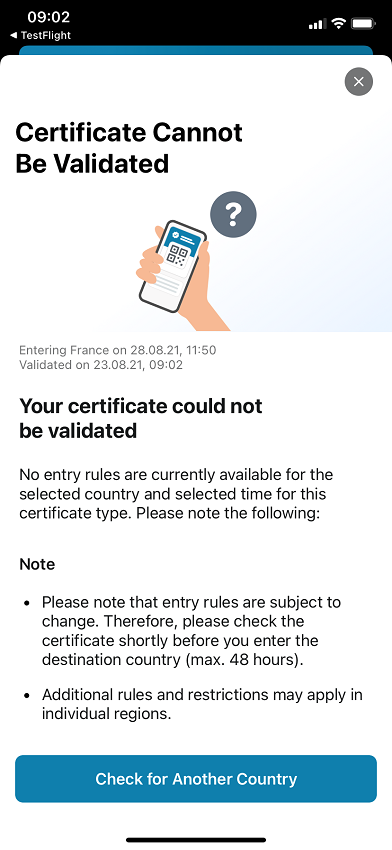 09:02
◀ TestFlight
Certificate Cannot
Be Validated
?
Entering France on 28.08.21, 11:50
Validated on 23.08.21, 09:02
Your certificate could not
be validated
No entry rules are currently available for the
selected country and selected time for this
certificate type. Please note the following:
Note
• Please note that entry rules are subject to
change. Therefore, please check the
certificate shortly before you enter the
destination country (max. 48 hours).
• Additional rules and restrictions may apply in
individual regions.
Check for Another Country